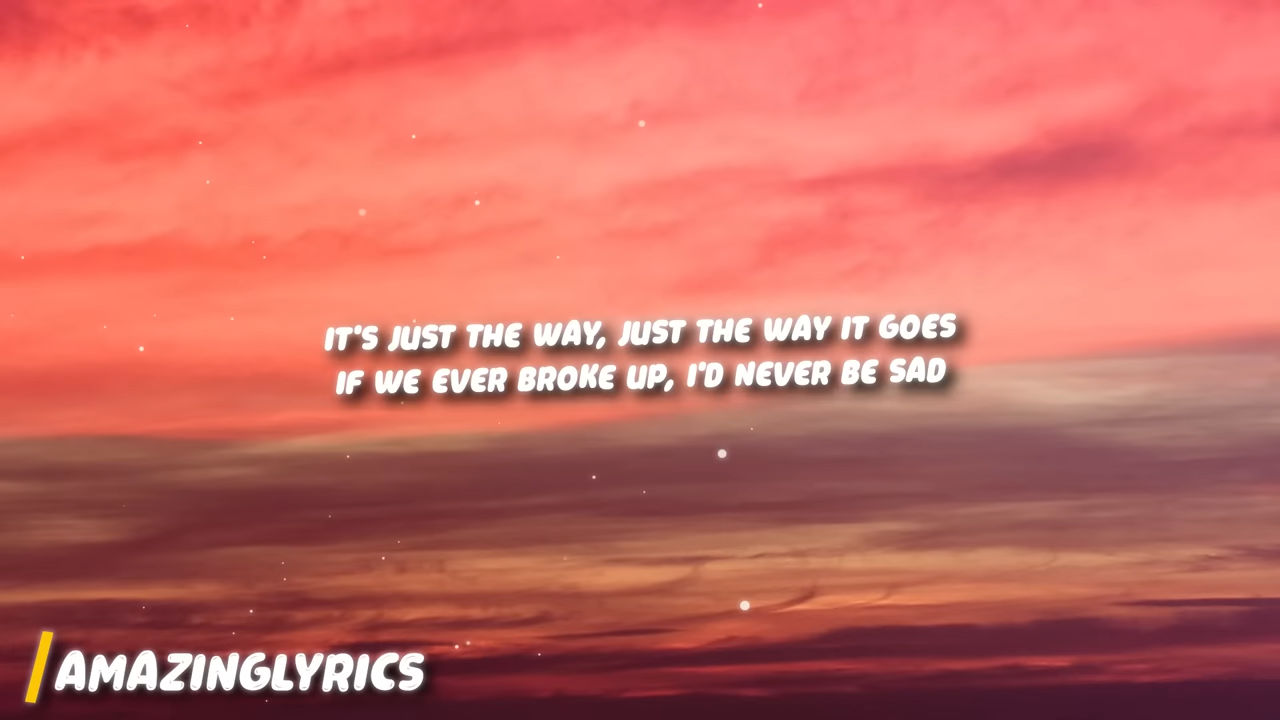 IT'S JUST THE WAY, JUST THE WAY IT GOES
IF WE EVER BROKE UP, I'D NEVER BE SAD
AMAZINGLYRICS